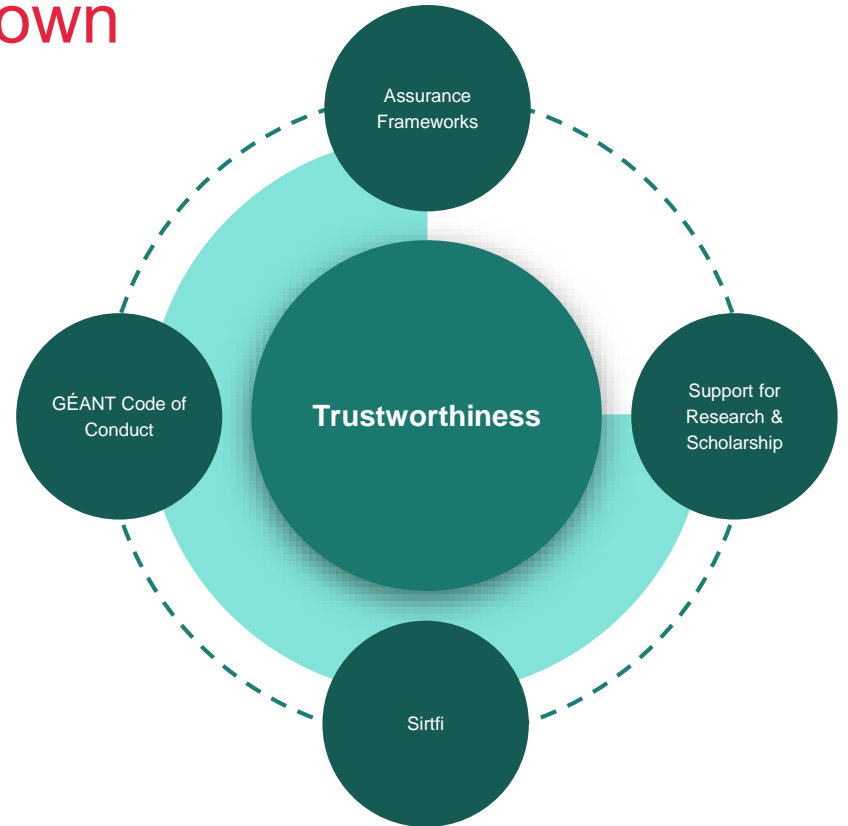 own
Assurance
Frameworks
GÉANT Code of
Conduct
Trustworthiness
Support for
Research &
Scholarship
Sirtfi